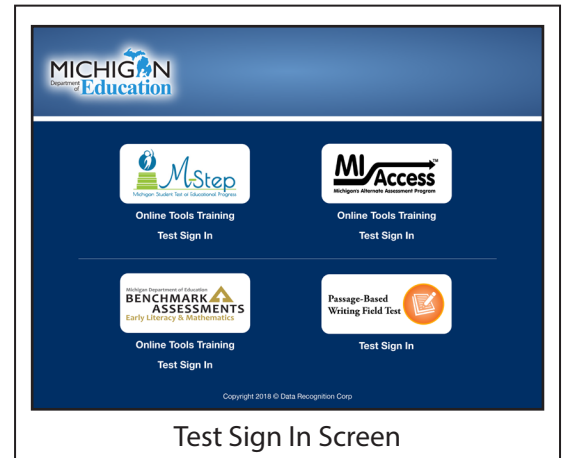 MICHIGAN
Department of Education
M-Step
Michigan Student Test of Educational Progress
Online Tools Training
Test Sign In
MI Access™
Michigan's Alternate Assessment Program
Online Tools Training
Test Sign In
Michigan Department of Education
BENCHMARK
ASSESSMENTS
Early Literacy & Mathematics
Online Tools Training
Test Sign In
Passage-Based
Writing Field Test
Test Sign In
Copyright 2018 © Data Recognition Corp
Test Sign In Screen